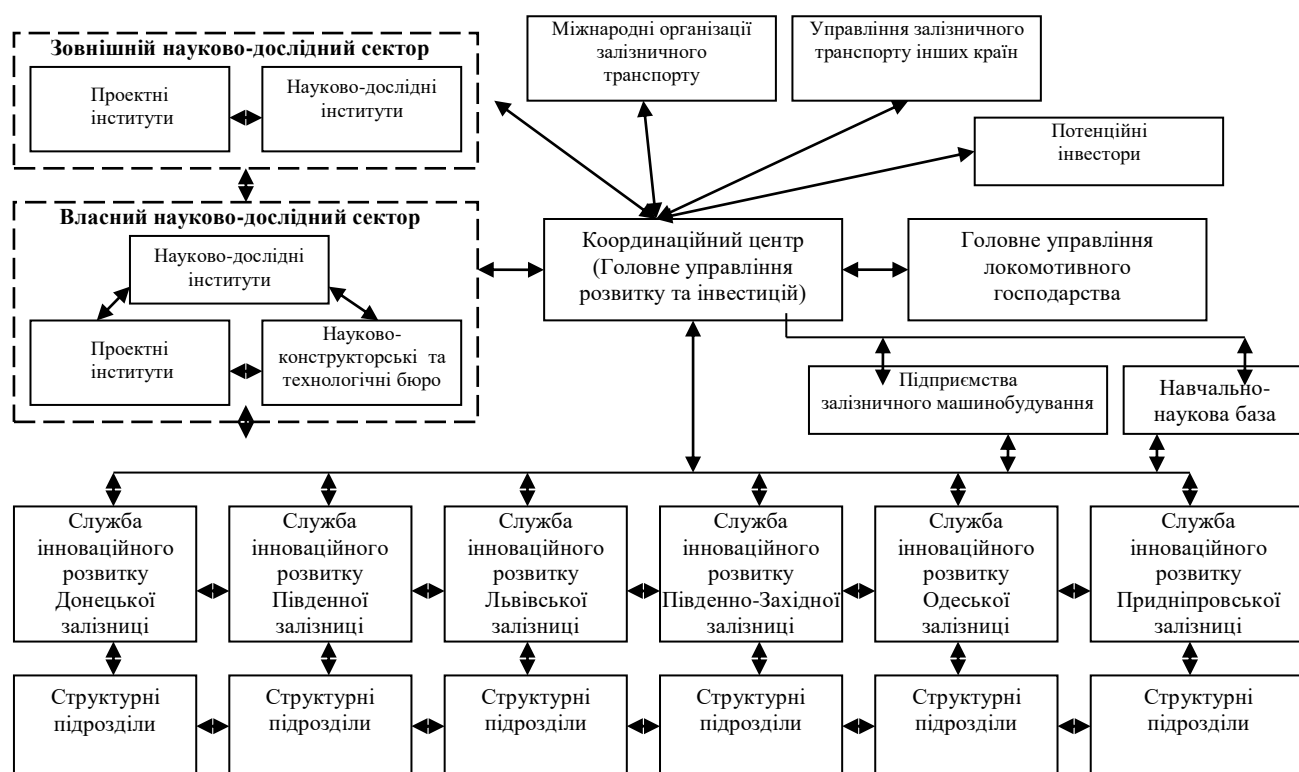 Зовнішній науково-дослідний сектор
Проектні
інститути
Науково-дослідні
інститути
Міжнародні організації
залізничного
транспорту
Управління залізничного
транспорту інших країн
Потенційні
інвестори
Власний науково-дослідний сектор
Науково-дослідні
інститути
Проектні
інститути
Науково-
конструкторські та
технологічні бюро
Координаційний центр
(Головне управління
розвитку та інвестицій)
Головне управління
локомотивного
господарства
Підприємства
залізничного машинобудування
Навчально-
наукова база
Служба
інноваційного
розвитку
Донецької
залізниці
Служба
інноваційного
розвитку
Південної
залізниці
Служба
інноваційного
розвитку
Львівської
залізниці
Служба
інноваційного
розвитку
Південно-Західної
залізниці
Служба
інноваційного
розвитку
Одеської
залізниці
Служба
інноваційного
розвитку
Придніпровської
залізниці
Структурні
підрозділи
Структурні
підрозділи
Структурні
підрозділи
Структурні
підрозділи
Структурні
підрозділи
Структурні
підрозділи